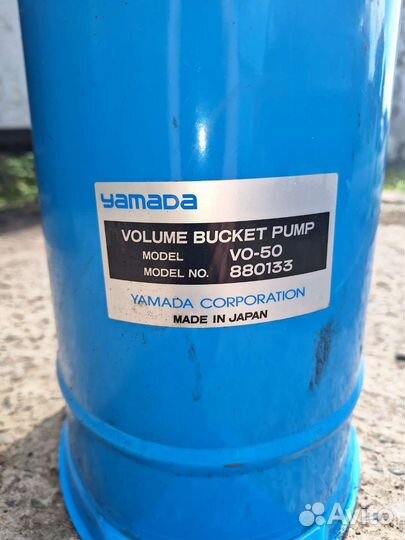 YAMADA
VOLUME BUCKET PUMP
MODEL VO-50
MODEL NO. 880133
YAMADA CORPORATION
MADE IN JAPAN
Avito